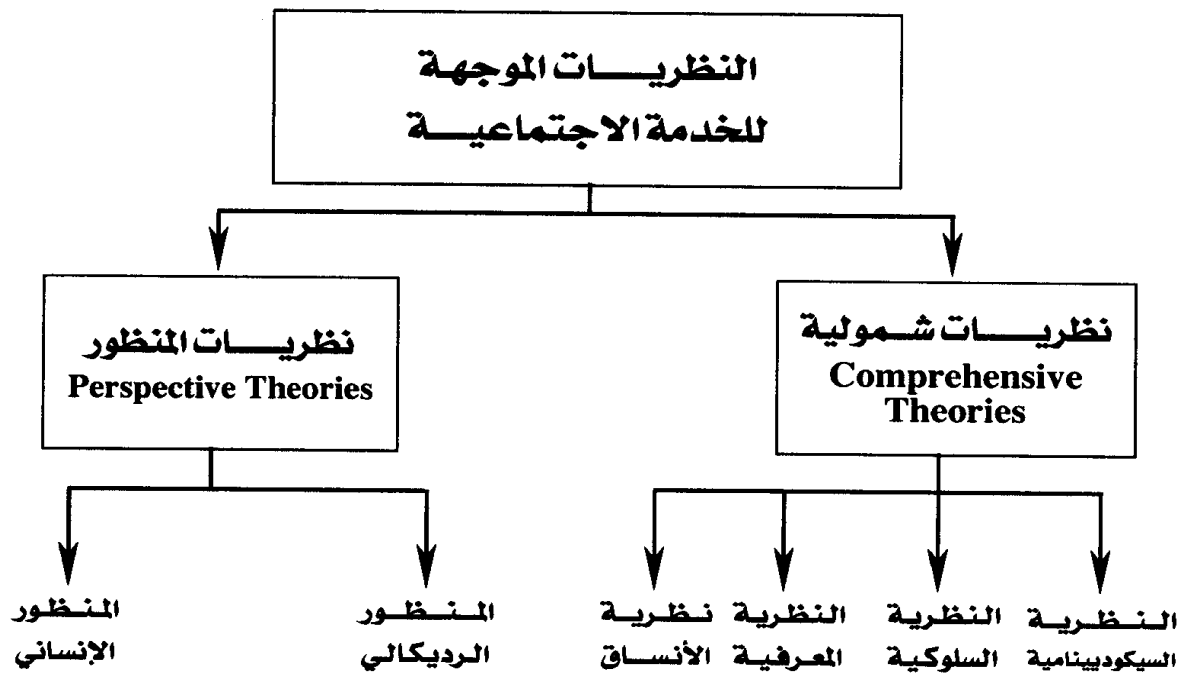 النظريات الموجهة
للخدمة الاجتماعية
نظريات شمولية
Comprehensive
Theories
نظريات المنظور
Perspective Theories
النظرية
السيكوديينامية
النظرية
السلوكية
النظرية
المعرفية
نظرية
الأنساق
المنظور
الرديكالي
المنظور
الإنساني